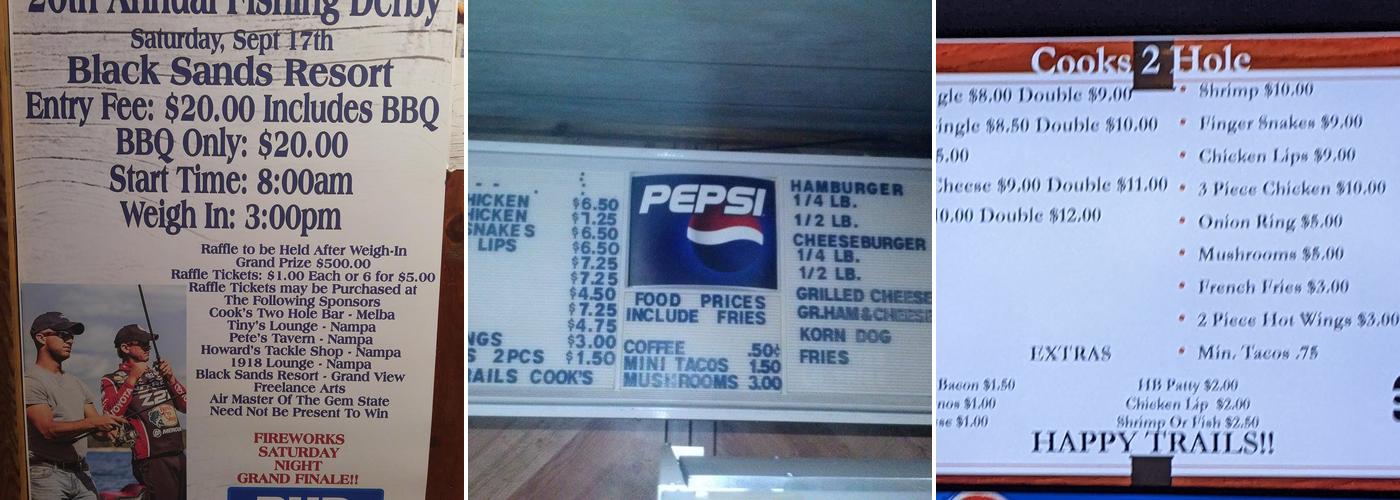 20th Annual Fishing Derby
Saturday, Sept 17th
Black Sands Resort
Entry Fee: $20.00 Includes BBQ
BBQ Only: $20.00
Start Time: 8:00am
Weigh In: 3:00pm
Raffle to be Held After Weigh-In
Grand Prize $500.00
Raffle Tickets: $1.00 Each or 6 for $5.00
Raffle Tickets may be Purchased at
The Following Sponsors
Cook's Two Hole Bar - Melba
Tiny's Lounge - Nampa
Pete's Tavern - Nampa
Howard's Tackle Shop - Nampa
1918 Lounge - Nampa
Black Sands Resort - Grand View
Freelance Arts
Air Master Of The Gem State
Need Not Be Present To Win
FIREWORKS
SATURDAY
NIGHT
GRAND FINALE!!
TOYOTA
HICKEN $6.50
HICKEN $1.25
SNAKES $6.50
LIPS $6.50
$7.25
$7.25
$4.50
$7.25
$4.75
NGS $3.00
S 2PCS $1.50
AILS COOK'S
PEPSI
FOOD PRICES
INCLUDE FRIES
COFFEE .50¢
MINI TACOS 1.50
MUSHROOMS 3.00
HAMBURGER
1/4 LB.
1/2 LB.
CHEESEBURGER
1/4 LB.
1/2 LB.
GRILLED CHEESE
GR.HAM&CHEESE
KORN DOG
FRIES
Cooks 2 Hole
gle $8.00 Double $9.00
ingle $8.50 Double $10.00
5.00
Cheese $9.00 Double $11.00
10.00 Double $12.00
• Shrimp $10.00
• Finger Snakes $9.00
• Chicken Lips $9.00
• 3 Piece Chicken $10.00
• Onion Ring $5.00
• Mushrooms $5.00
• French Fries $3.00
• 2 Piece Hot Wings $3.00
• Min. Tacos .75
EXTRAS
Bacon $1.50
nos $1.00
se $1.00
HB Patty $2.00
Chicken Lip $2.00
Shrimp Or Fish $2.50
HAPPY TRAILS!!